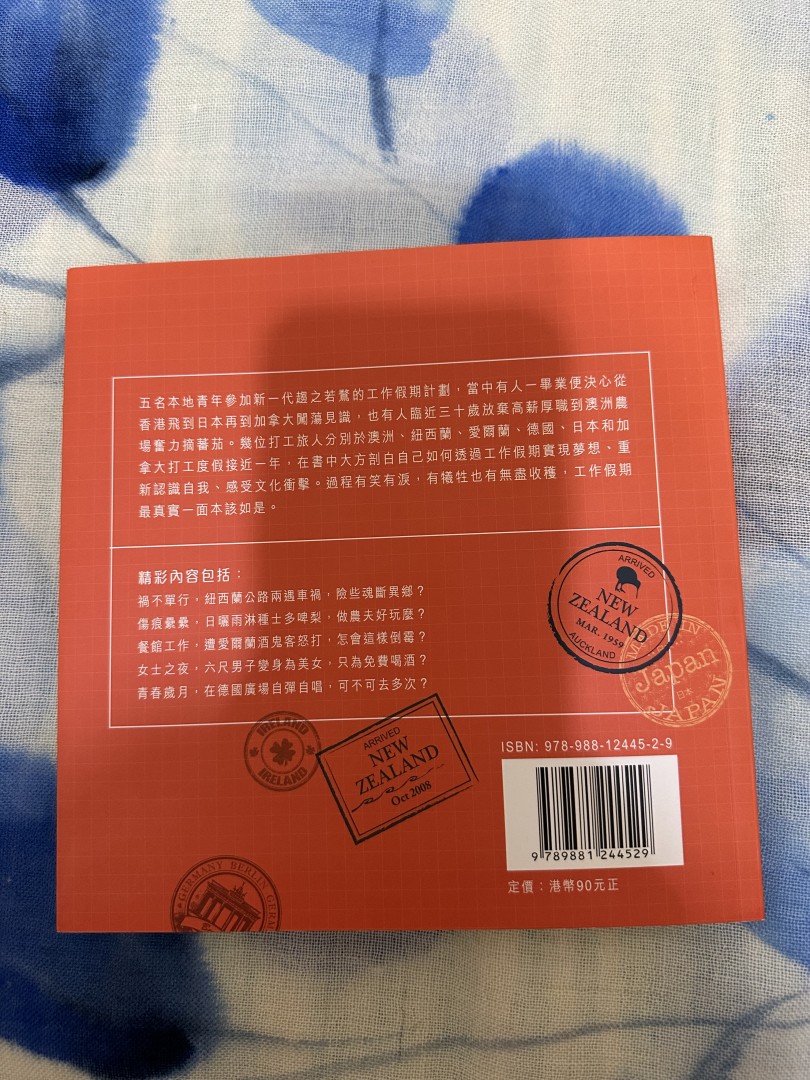 五名本地青年參加新一代趨之若鶩的工作假期計劃，當中有人一畢業便決心從
香港飛到日本再到加拿大闖蕩見識，也有人臨近三十歲放棄高薪厚職到澳洲農
場奮力摘蕃茄。幾位打工旅人分別於澳洲、紐西蘭、愛爾蘭、德國、日本和加
拿大打工度假接近一年，在書中大方剖白自己如何透過工作假期實現夢想、重
新認識自我、感受文化衝擊。過程有笑有淚，有犧牲也有無盡收穫，工作假期
最真實一面本該如是。
精彩內容包括：
禍不單行，紐西蘭公路兩遇車禍，險些魂斷異鄉？
傷痕纍纍，日曬雨淋種士多啤梨，做農夫好玩麼？
餐館工作，遭愛爾蘭酒鬼客怒打，怎會這樣倒霉？
女士之夜，六尺男子變身為美女，只為免費喝酒？
青春歲月，在德國廣場自彈自唱，可不可去多次？
ARRIVED
NEW
ZEALAND
MAR. 1959
AUCKLAND
MADE IN
Japan
日本
JAPAN
IRELAND
IRELAND
ARRIVED
NEW
ZEALAND
Oct 2008
GERMANY BERLIN GERM
ISBN: 978-988-12445-2-9
9 789881 244529
定價：港幣90元正